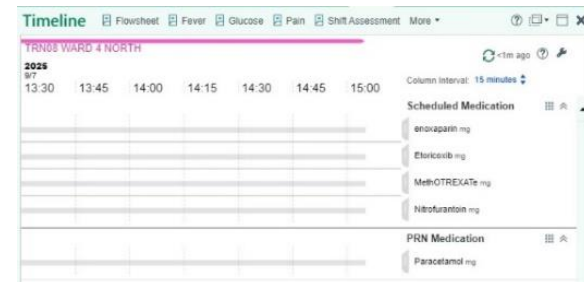 Timeline Flowsheet Fever Glucose Pain Shift Assessment More
TRN08 WARD 4 NORTH
<1m ago
2025
9/7
13:30 13:45 14:00 14:15 14:30 14:45 15:00
Column Interval: 15 minutes
Scheduled Medication
enoxaparin mg
Etoricoxib mg
MethOTREXATe mg
Nitrofurantoin mg
PRN Medication
Paracetamol mg